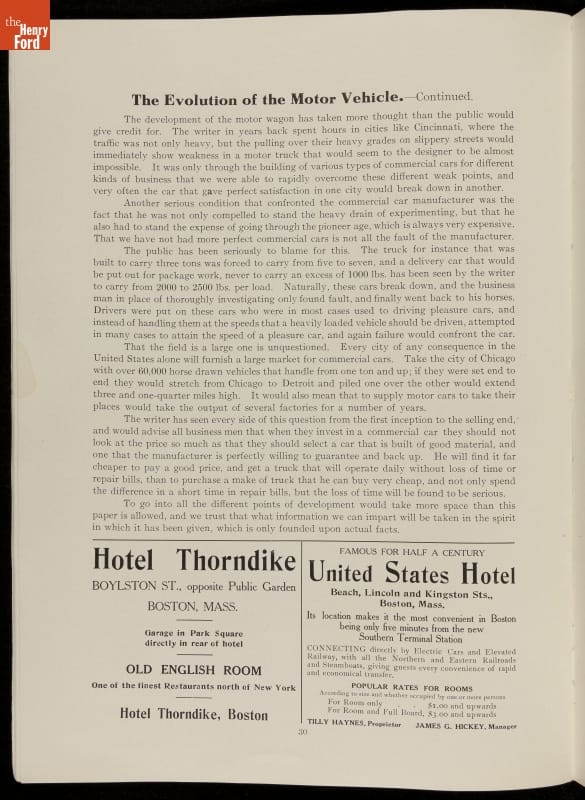 the
Henry
Ford
The Evolution of the Motor Vehicle.—Continued.
The development of the motor wagon has taken more thought than the public would
give credit for. The writer in years back spent hours in cities like Cincinnati, where the
traffic was not only heavy, but the pulling over their heavy grades on slippery streets would
immediately show weakness in a motor truck that would seem to the designer to be almost
impossible. It was only through the building of various types of commercial cars for different
kinds of business that we were able to rapidly overcome these different weak points, and
very often the car that gave perfect satisfaction in one city would break down in another.
Another serious condition that confronted the commercial car manufacturer was the
fact that he was not only compelled to stand the heavy drain of experimenting, but that he
also had to stand the expense of going through the pioneer age, which is always very expensive.
That we have not had more perfect commercial cars is not all the fault of the manufacturer.
The public has been seriously to blame for this. The truck for instance that was
built to carry three tons was forced to carry from five to seven, and a delivery car that would
be put out for package work, never to carry an excess of 1000 lbs. has been seen by the writer
to carry from 2000 to 2500 lbs. per load. Naturally, these cars break down, and the business
man in place of thoroughly investigating only found fault, and finally went back to his horses.
Drivers were put on these cars who were in most cases used to driving pleasure cars, and
instead of handling them at the speeds that a heavily loaded vehicle should be driven, attempted
in many cases to attain the speed of a pleasure car, and again failure would confront the car.
That the field is a large one is unquestioned. Every city of any consequence in the
United States alone will furnish a large market for commercial cars. Take the city of Chicago
with over 60,000 horse drawn vehicles that handle from one ton and up; if they were set end to
end they would stretch from Chicago to Detroit and piled one over the other would extend
three and one-quarter miles high. It would also mean that to supply motor cars to take their
places would take the output of several factories for a number of years.
The writer has seen every side of this question from the first inception to the selling end,
and would advise all business men that when they invest in a commercial car they should not
look at the price so much as that they should select a car that is built of good material, and
one that the manufacturer is perfectly willing to guarantee and back up. He will find it far
cheaper to pay a good price, and get a truck that will operate daily without loss of time or
repair bills, than to purchase a make of truck that he can buy very cheap, and not only spend
the difference in a short time in repair bills, but the loss of time will be found to be serious.
To go into all the different points of development would take more space than this
paper is allowed, and we trust that what information we can impart will be taken in the spirit
in which it has been given, which is only founded upon actual facts.
Hotel Thorndike
BOYLSTON ST., opposite Public Garden
BOSTON, MASS.
Garage in Park Square
directly in rear of hotel
OLD ENGLISH ROOM
One of the finest Restaurants north of New York
Hotel Thorndike, Boston
FAMOUS FOR HALF A CENTURY
United States Hotel
Beach, Lincoln and Kingston Sts.,
Boston, Mass.
Its location makes it the most convenient in Boston
being only five minutes from the new
Southern Terminal Station
CONNECTING directly by Electric Cars and Elevated
Railway, with all the Northern and Eastern Railroads
and Steamboats, giving guests every convenience of rapid
and economical transfer.
POPULAR RATES FOR ROOMS
According to size and whether occupied by one or more persons
For Room only . . $1.00 and upwards
For Room and Full Board, $3.00 and upwards
TILLY HAYNES, Proprietor JAMES G. HICKEY, Manager
30